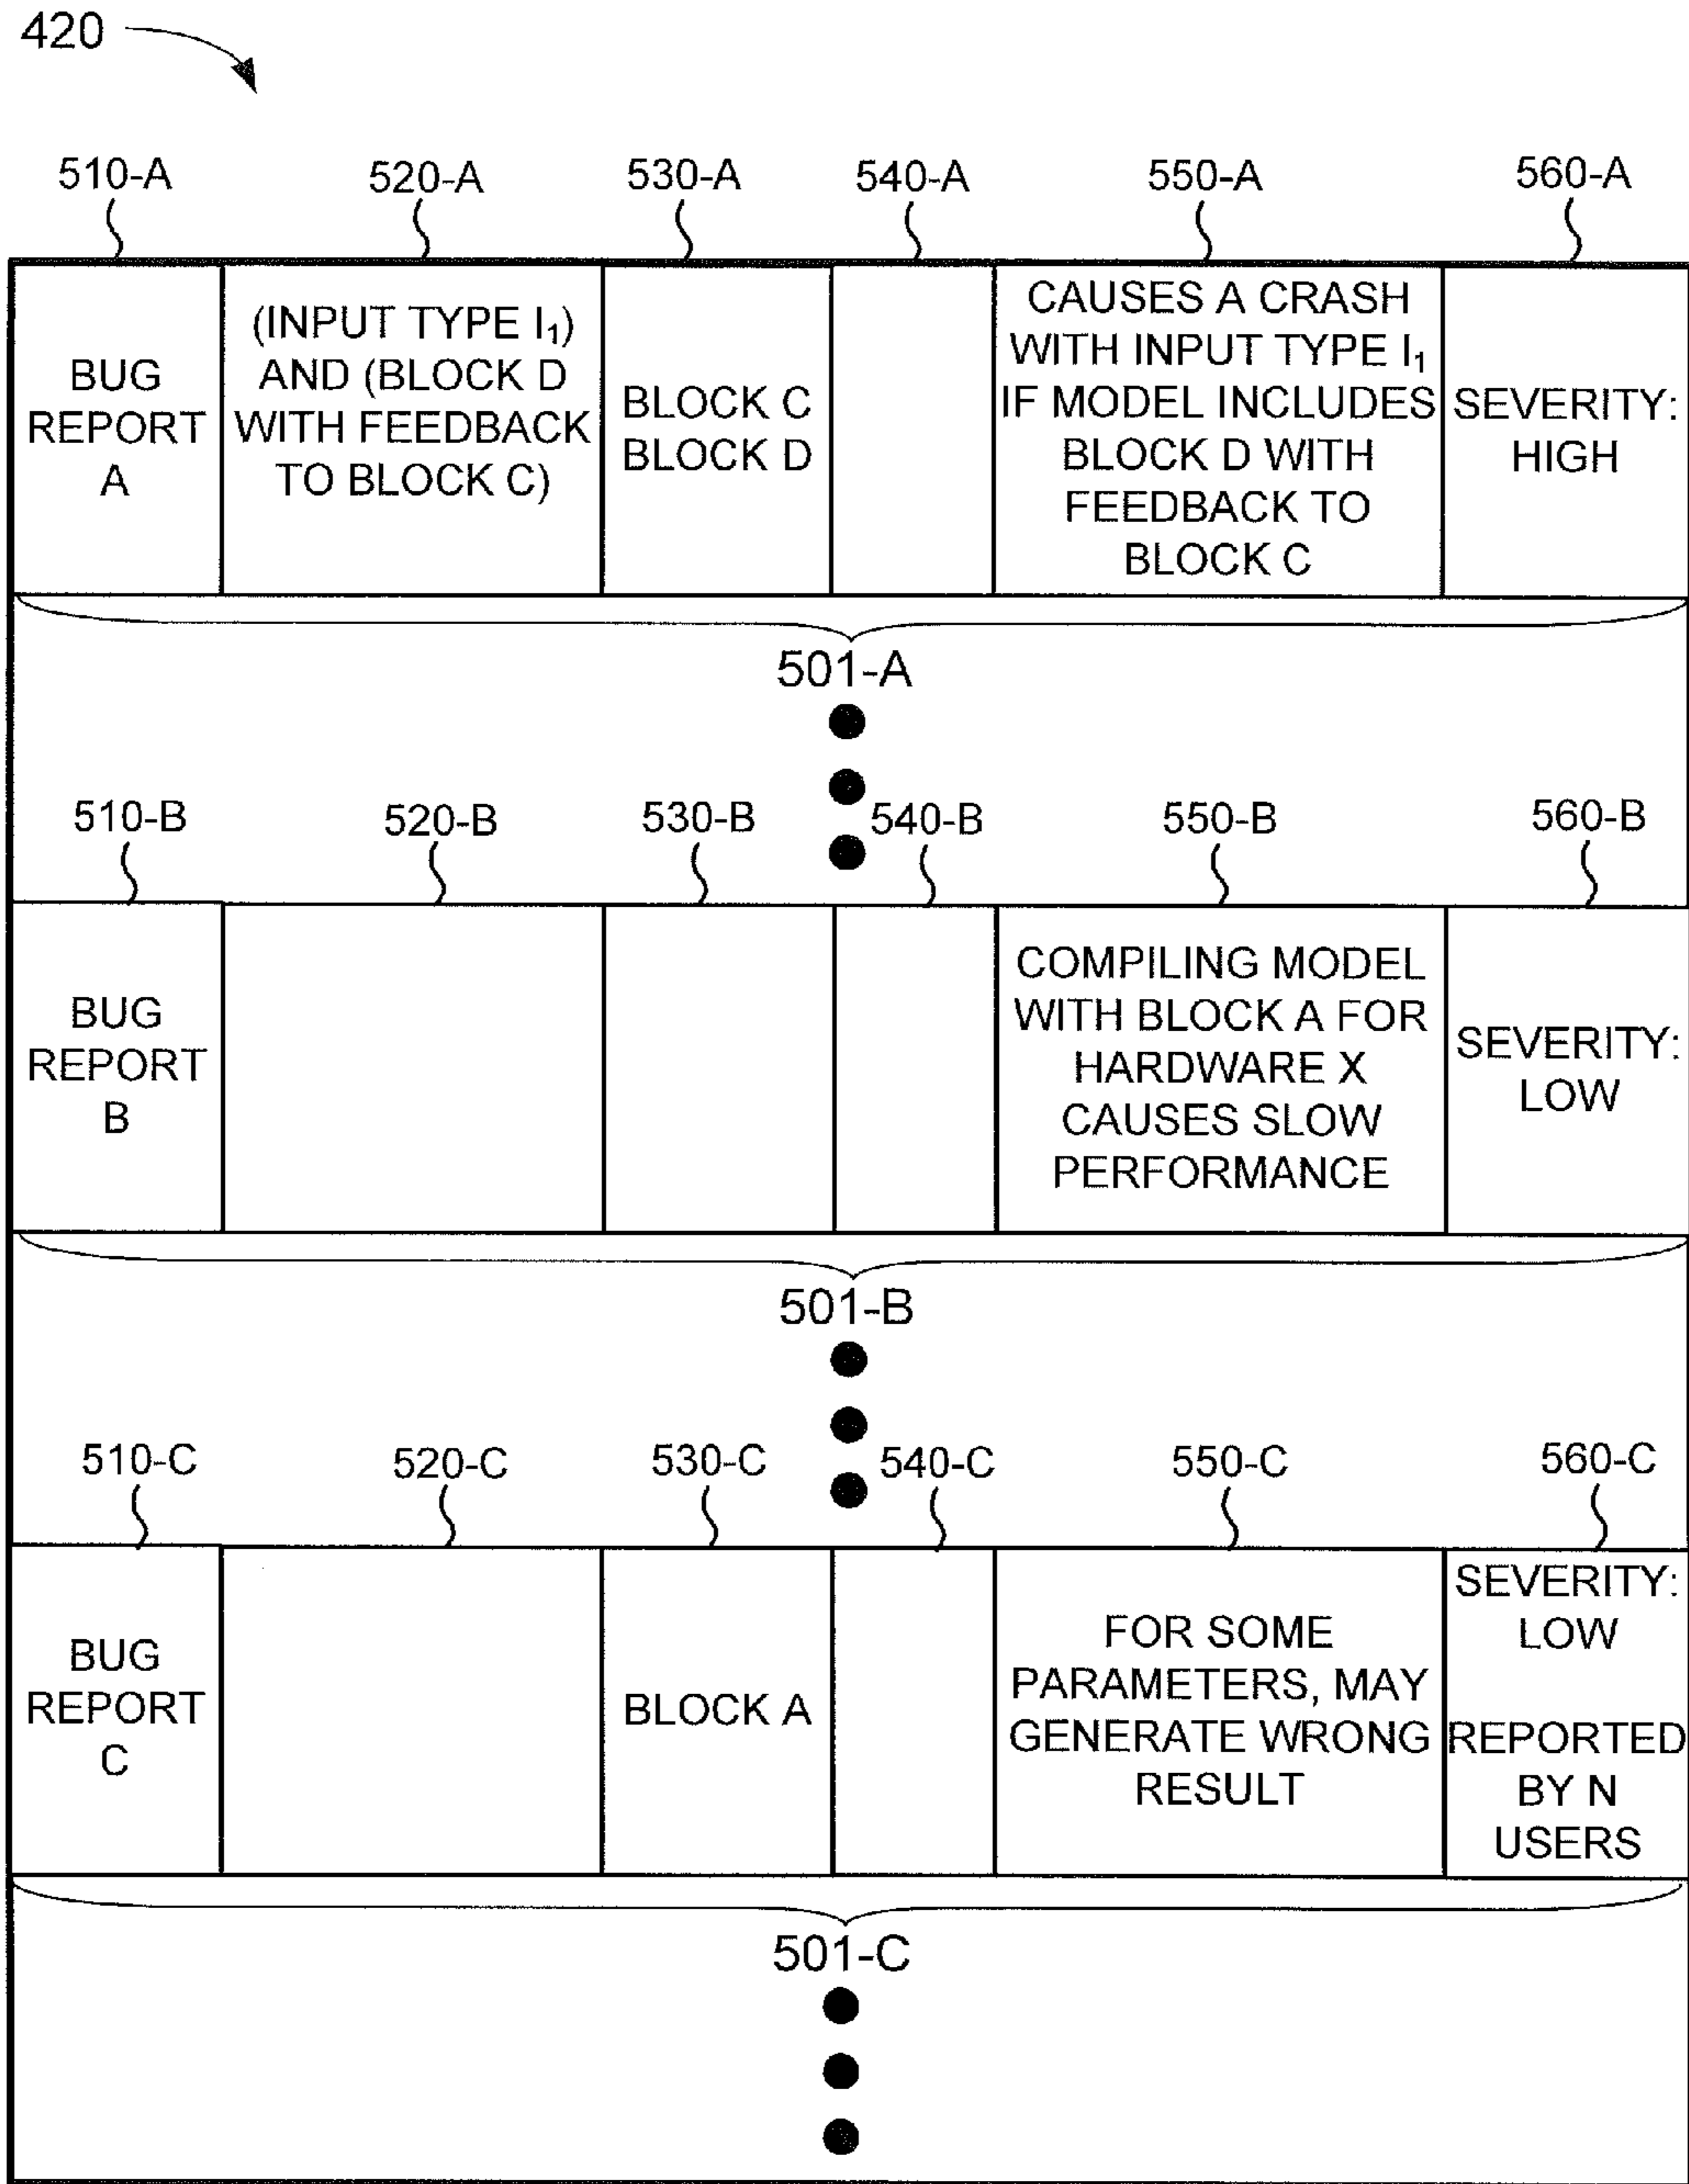 420
510-A 520-A 530-A 540-A 550-A 560-A
BUG
REPORT
A
(INPUT TYPE I₁)
AND (BLOCK D
WITH FEEDBACK
TO BLOCK C)
BLOCK C
BLOCK D
CAUSES A CRASH
WITH INPUT TYPE I₁
IF MODEL INCLUDES
BLOCK D WITH
FEEDBACK TO
BLOCK C
SEVERITY:
HIGH
501-A
510-B 520-B 530-B 540-B 550-B 560-B
BUG
REPORT
B
COMPILING MODEL
WITH BLOCK A FOR
HARDWARE X
CAUSES SLOW
PERFORMANCE
SEVERITY:
LOW
501-B
510-C 520-C 530-C 540-C 550-C 560-C
BUG
REPORT
C
BLOCK A
FOR SOME
PARAMETERS, MAY
GENERATE WRONG
RESULT
SEVERITY:
LOW
REPORTED
BY N
USERS
501-C